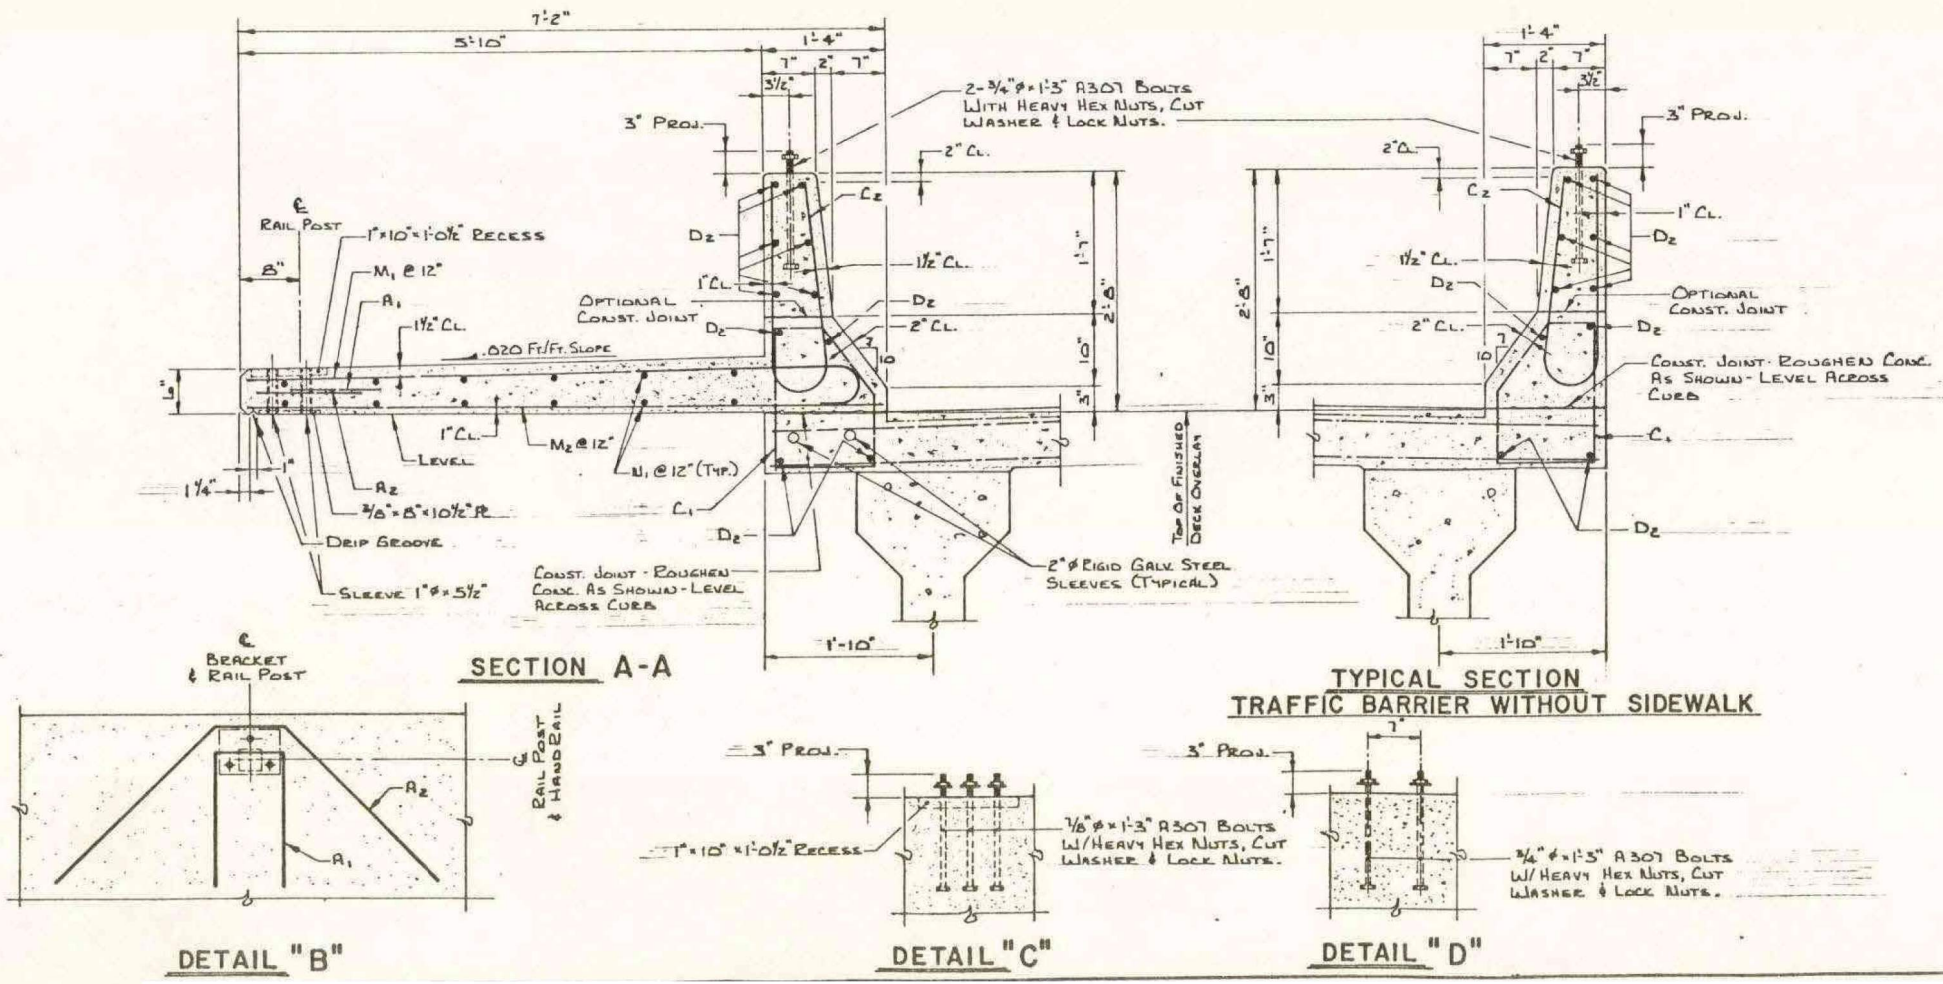 7'-2"
5'-10"
1'-4"
7" 2" 7"
3½"
3" PROJ.
2-¾"φ×1'-3" A307 BOLTS
WITH HEAVY HEX NUTS, CUT
WASHER & LOCK NUTS.
2" CL.
C2
D2
1½" CL.
1" CL.
OPTIONAL
CONST. JOINT
D2
D2
2" CL.
7
10
1'-7"
2'-8"
10"
3"
℄
RAIL POST
8"
1"×10"×1'-0½" RECESS
M1 @ 12"
A1
1½" CL.
.020 FT/FT. SLOPE
6"
1" CL.
LEVEL
M2 @ 12"
N1 @ 12" (TYP.)
1"
1¼"
A2
3/8"×8"×10½" PL
DRIP GROOVE
SLEEVE 1"φ×5½"
C1
D2
CONST. JOINT - ROUGHEN
CONC. AS SHOWN - LEVEL
ACROSS CURB
2"φ RIGID GALV. STEEL
SLEEVES (TYPICAL)
TOP OF FINISHED
DECK OVERLAY
1'-10"
SECTION A-A
1'-4"
7" 2" 7"
3½"
3" PROJ.
2" CL.
C2
1" CL.
D2
1½" CL.
D2
1'-7"
2'-8"
10"
3"
OPTIONAL
CONST. JOINT
2" CL.
D2
7
10
CONST. JOINT - ROUGHEN CONC.
AS SHOWN - LEVEL ACROSS
CURB
C1
D2
1'-10"
TYPICAL SECTION
TRAFFIC BARRIER WITHOUT SIDEWALK
℄
BRACKET
& RAIL POST
℄
RAIL POST
& HANDRAIL
A2
A1
DETAIL "B"
3" PROJ.
1"×10"×1'-0½" RECESS
7/8"φ×1'-3" A307 BOLTS
W/HEAVY HEX NUTS, CUT
WASHER & LOCK NUTS.
DETAIL "C"
3" PROJ.
7"
¾"φ×1'-3" A307 BOLTS
W/HEAVY HEX NUTS, CUT
WASHER & LOCK NUTS.
DETAIL "D"